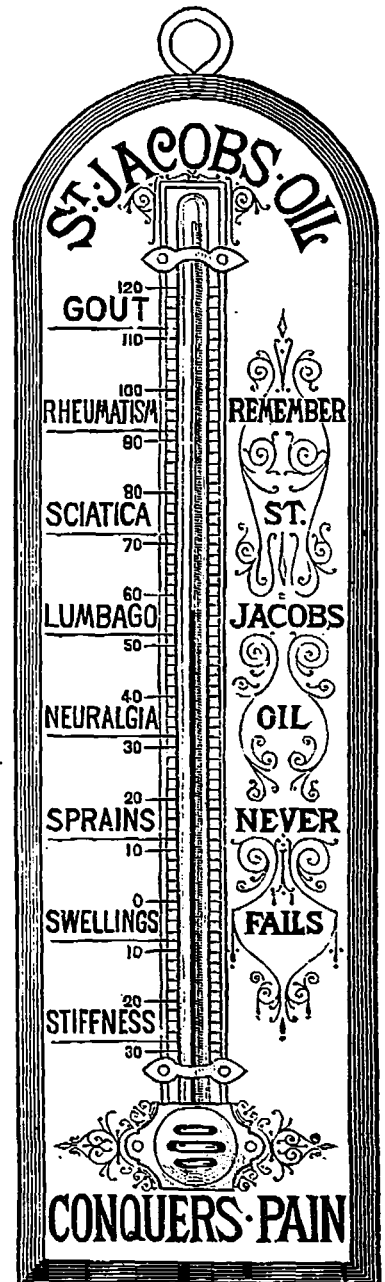 ST. JACOBS·OIL
120
GOUT
110
100
RHEUMATISM REMEMBER
90
80
SCIATICA ST.
70
60
LUMBAGO JACOBS
50
40
NEURALGIA OIL
30
20
SPRAINS NEVER
10
0
SWELLINGS FAILS
10
20
STIFFNESS
30
CONQUERS·PAIN